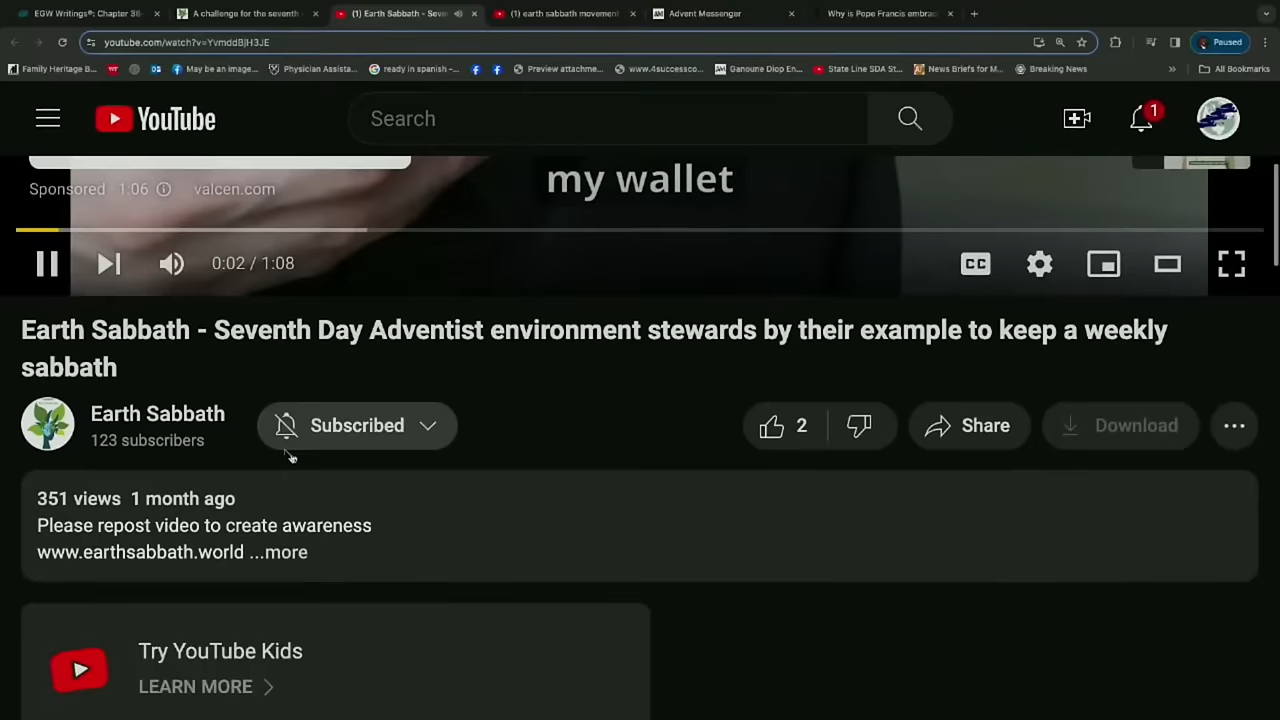 EGW Writings®: Chapter 36-
A challenge for the seventh-
(1) Earth Sabbath - Seve
(1) earth sabbath movement
Advent Messenger
Why is Pope Francis embrac
youtube.com/watch?v=YvmddBjH3JE
Paused
Family Heritage B...
May be an image...
Physician Assista...
ready in spanish -...
Preview attachme...
www.4successco...
Ganoune Diop En...
State Line SDA St...
News Briefs for M...
Breaking News
»
All Bookmarks
YouTube
Search
1
my wallet
Sponsored 1:06
valcen.com
0:02 / 1:08
CC
Earth Sabbath - Seventh Day Adventist environment stewards by their example to keep a weekly
sabbath
Earth Sabbath
123 subscribers
Subscribed
2
Share
Download
351 views 1 month ago
Please repost video to create awareness
www.earthsabbath.world ...more
Try YouTube Kids
LEARN MORE